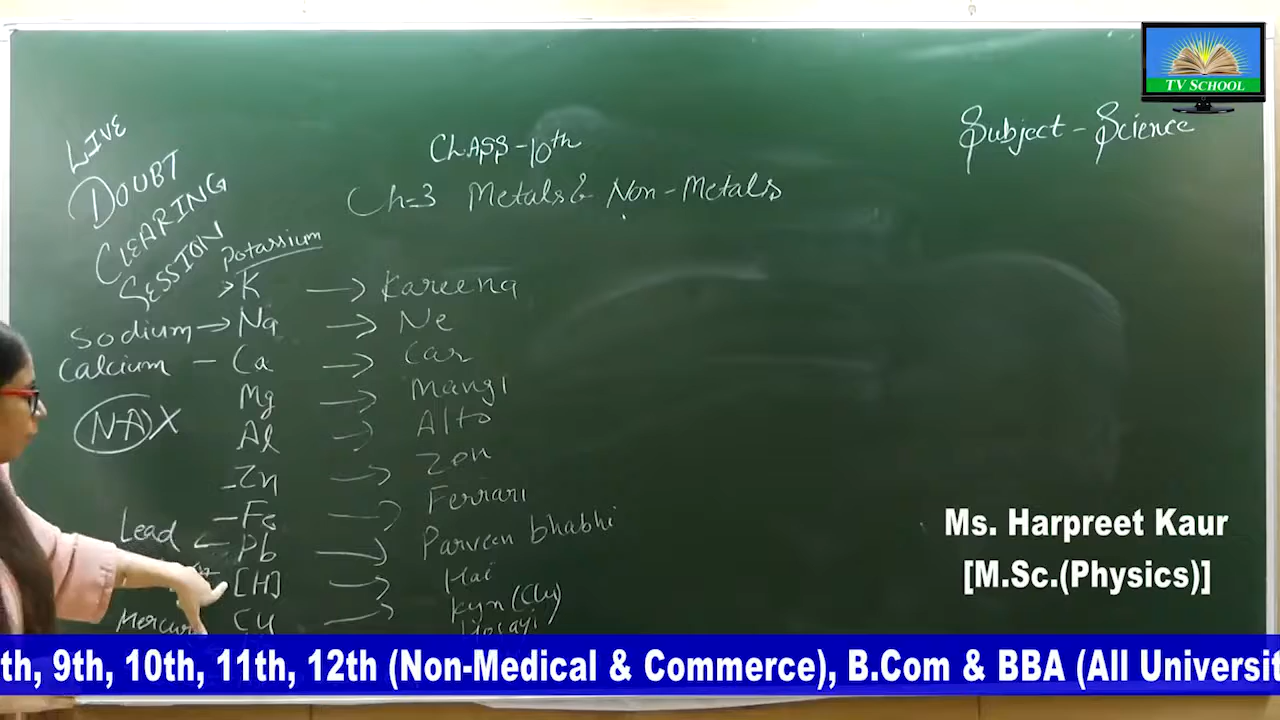 TV SCHOOL
Subject - Science
LIVE
DOUBT
CLEARING
SESSION
CLASS-10th
Ch=3 Metals & Non-Metals
Potassium
K → Kareena
Sodium → Na → Ne
Calcium - Ca → Car
Mg → Mangi
N-A X
Al → Alto
Zn → Zen
Fe → Ferrari
Lead ← Pb → Parveen bhabhi
[H] → Hai
Cu → Kyn (Cu)
Ms. Harpreet Kaur
[M.Sc.(Physics)]
th, 9th, 10th, 11th, 12th (Non-Medical & Commerce), B.Com & BBA (All Universit